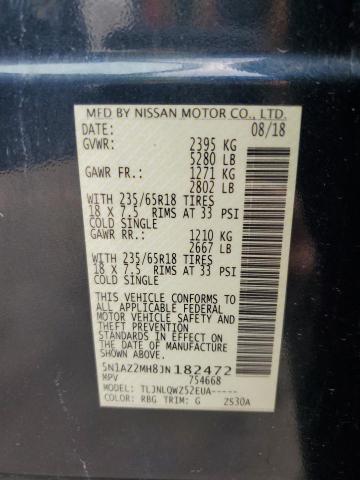 MFD BY NISSAN MOTOR CO., LTD.
DATE: 08/18
GVWR: 2395 KG
5280 LB
GAWR FR.: 1271 KG
2802 LB
WITH 235/65R18 TIRES
18 X 7.5 RIMS AT 33 PSI
COLD SINGLE
GAWR RR.: 1210 KG
2667 LB
WITH 235/65R18 TIRES
18 X 7.5 RIMS AT 33 PSI
COLD SINGLE
THIS VEHICLE CONFORMS TO
ALL APPLICABLE FEDERAL
MOTOR VEHICLE SAFETY AND
THEFT PREVENTION
STANDARDS IN EFFECT ON THE
DATE OF MANUFACTURE SHOWN
ABOVE.
5N1AZ2MH8JN182472
MPV 754668
MODEL: TLJNLQWZ52EUA-----
COLOR: RBG TRIM: G 2S30A